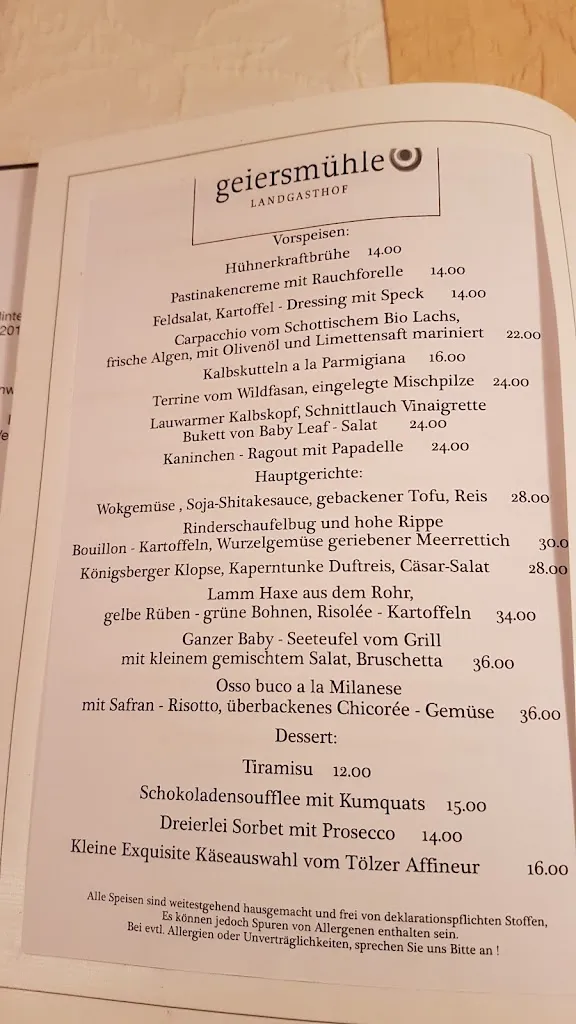 geiersmühle
LANDGASTHOF
Vorspeisen:
Hühnerkraftbrühe 14.00
Pastinakencreme mit Rauchforelle 14.00
Feldsalat, Kartoffel - Dressing mit Speck 14.00
Carpacchio vom Schottischem Bio Lachs,
frische Algen, mit Olivenöl und Limettensaft mariniert 22.00
Kalbskutteln a la Parmigiana 16.00
Terrine vom Wildfasan, eingelegte Mischpilze 24.00
Lauwarmer Kalbskopf, Schnittlauch Vinaigrette
Bukett von Baby Leaf - Salat 24.00
Kaninchen - Ragout mit Papadelle 24.00
Hauptgerichte:
Wokgemüse , Soja-Shitakesauce, gebackener Tofu, Reis 28.00
Rinderschaufelbug und hohe Rippe
Bouillon - Kartoffeln, Wurzelgemüse geriebener Meerrettich 30.0
Königsberger Klopse, Kaperntunke Duftreis, Cäsar-Salat 28.00
Lamm Haxe aus dem Rohr,
gelbe Rüben - grüne Bohnen, Risolée - Kartoffeln 34.00
Ganzer Baby - Seeteufel vom Grill
mit kleinem gemischtem Salat, Bruschetta 36.00
Osso buco a la Milanese
mit Safran - Risotto, überbackenes Chicorée - Gemüse 36.00
Dessert:
Tiramisu 12.00
Schokoladensoufflee mit Kumquats 15.00
Dreierlei Sorbet mit Prosecco 14.00
Kleine Exquisite Käseauswahl vom Tölzer Affineur 16.00
Alle Speisen sind weitestgehend hausgemacht und frei von deklarationspflichten Stoffen,
Es können jedoch Spuren von Allergenen enthalten sein.
Bei evtl. Allergien oder Unverträglichkeiten, sprechen Sie uns Bitte an !